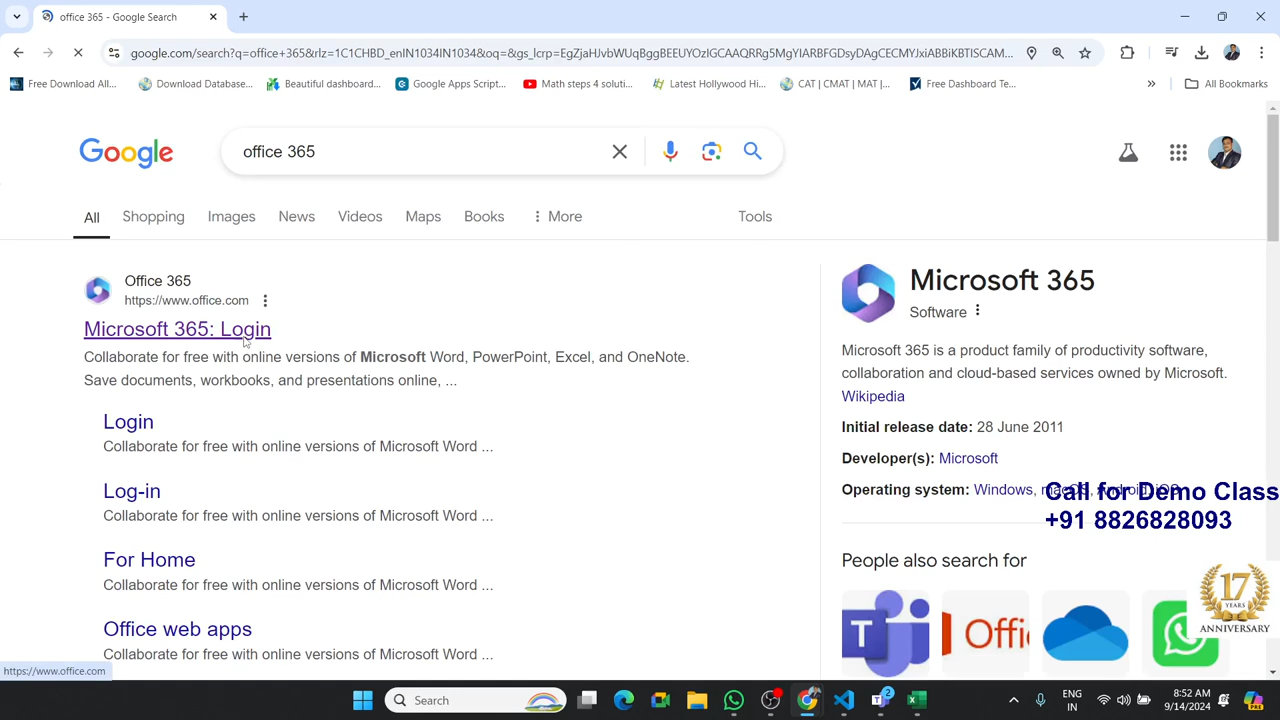 office 365 - Google Search
google.com/search?q=office+365&rlz=1C1CHBD_enIN1034IN1034&oq=&gs_lcrp=EgZjaHJvbWUqBggBEEUYOzIGCAAQRRg5MgYIARBFGDsyDAgCECMYJxiABBiKBTISCAM...
Free Download All...
Download Database...
Beautiful dashboard...
Google Apps Script...
Math steps 4 soluti...
Latest Hollywood Hi...
CAT | CMAT | MAT |...
Free Dashboard Te...
»
All Bookmarks
Google
office 365
All
Shopping
Images
News
Videos
Maps
Books
More
Tools
Office 365
https://www.office.com
Microsoft 365: Login
Collaborate for free with online versions of Microsoft Word, PowerPoint, Excel, and OneNote.
Save documents, workbooks, and presentations online, ...
Login
Collaborate for free with online versions of Microsoft Word ...
Log-in
Collaborate for free with online versions of Microsoft Word ...
For Home
Collaborate for free with online versions of Microsoft Word ...
Office web apps
Collaborate for free with online versions of Microsoft Word ...
Microsoft 365
Software
Microsoft 365 is a product family of productivity software,
collaboration and cloud-based services owned by Microsoft.
Wikipedia
Initial release date: 28 June 2011
Developer(s): Microsoft
Operating system: Windows, macOS, Android, iOS
Call for Demo Class
+91 8826828093
People also search for
T
Offi
17
YEARS
ANNIVERSARY
https://www.office.com
Search
2
ENG
IN
8:52 AM
9/14/2024